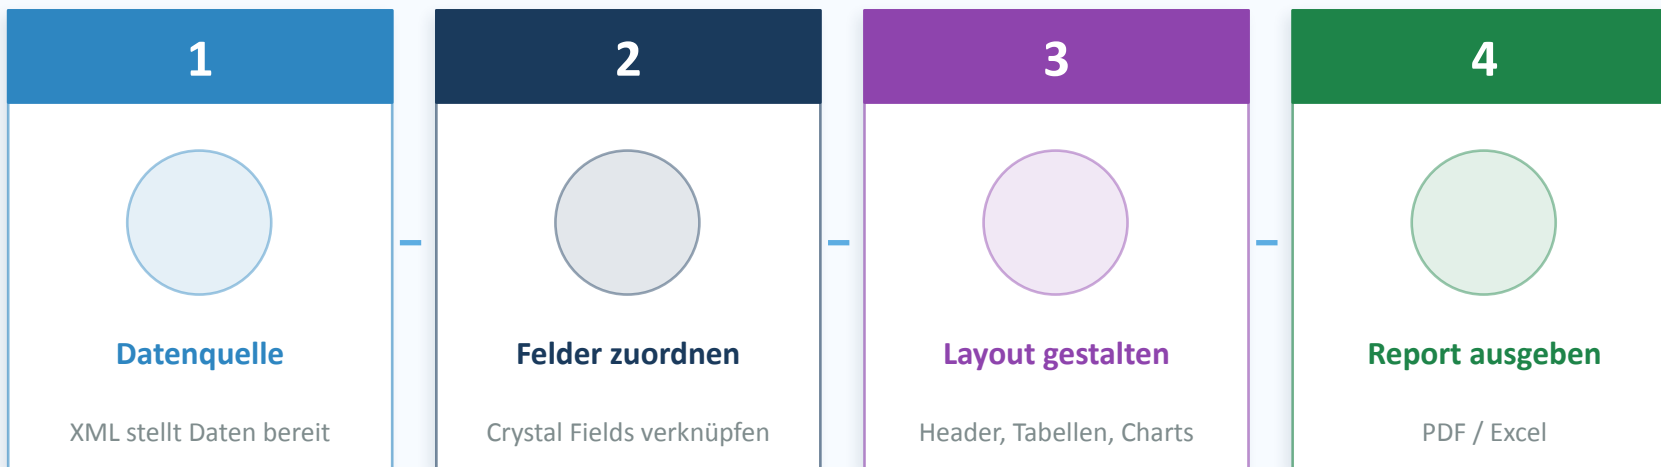 1
Datenquelle
XML stellt Daten bereit
2
Felder zuordnen
Crystal Fields verknüpfen
3
Layout gestalten
Header, Tabellen, Charts
4
Report ausgeben
PDF / Excel